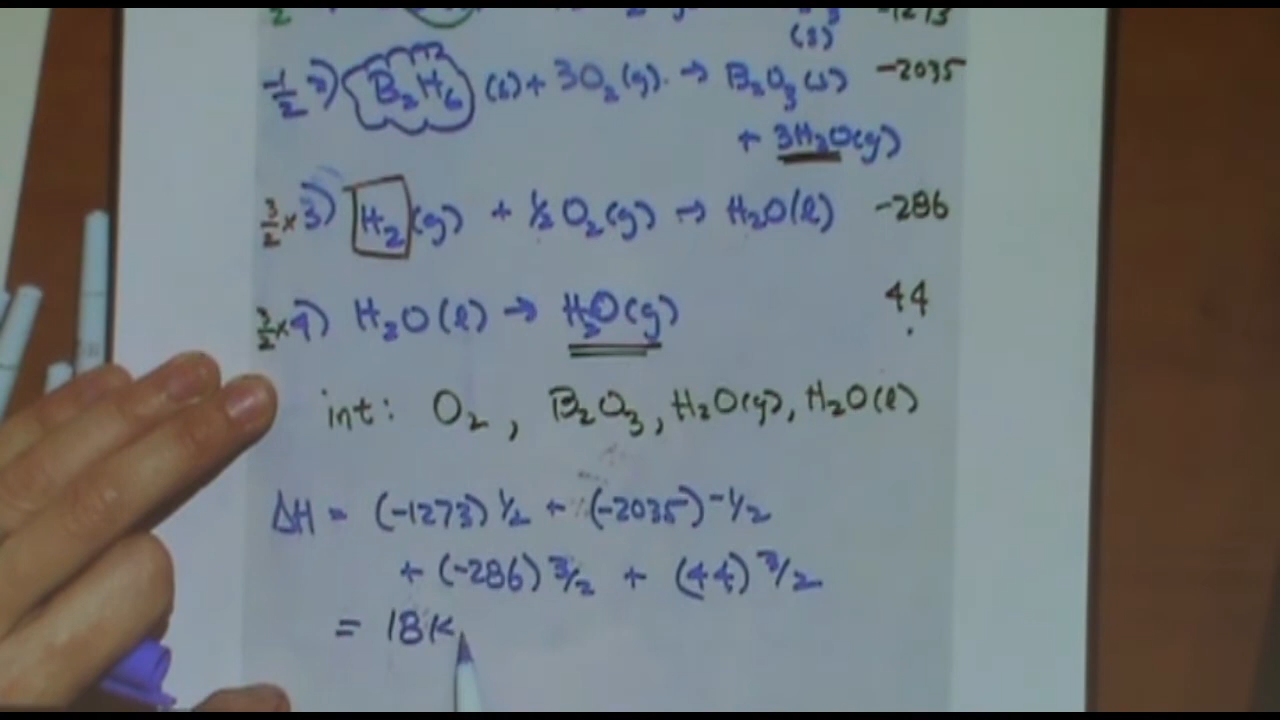 -1273
(s)
-1/2 2) B₂H₆ (s) + 3O₂(g) → B₂O₃(s) -2035
+ 3H₂O(g)
3/2 × 3) H₂(g) + ½ O₂(g) → H₂O(l) -286
3/2 × 4) H₂O(l) → H₂O(g) 44
int: O₂, B₂O₃, H₂O(g), H₂O(l)
ΔH = (-1273) ½ + (-2035) -½
+ (-286) 3/2 + (44) 3/2
= 18 K